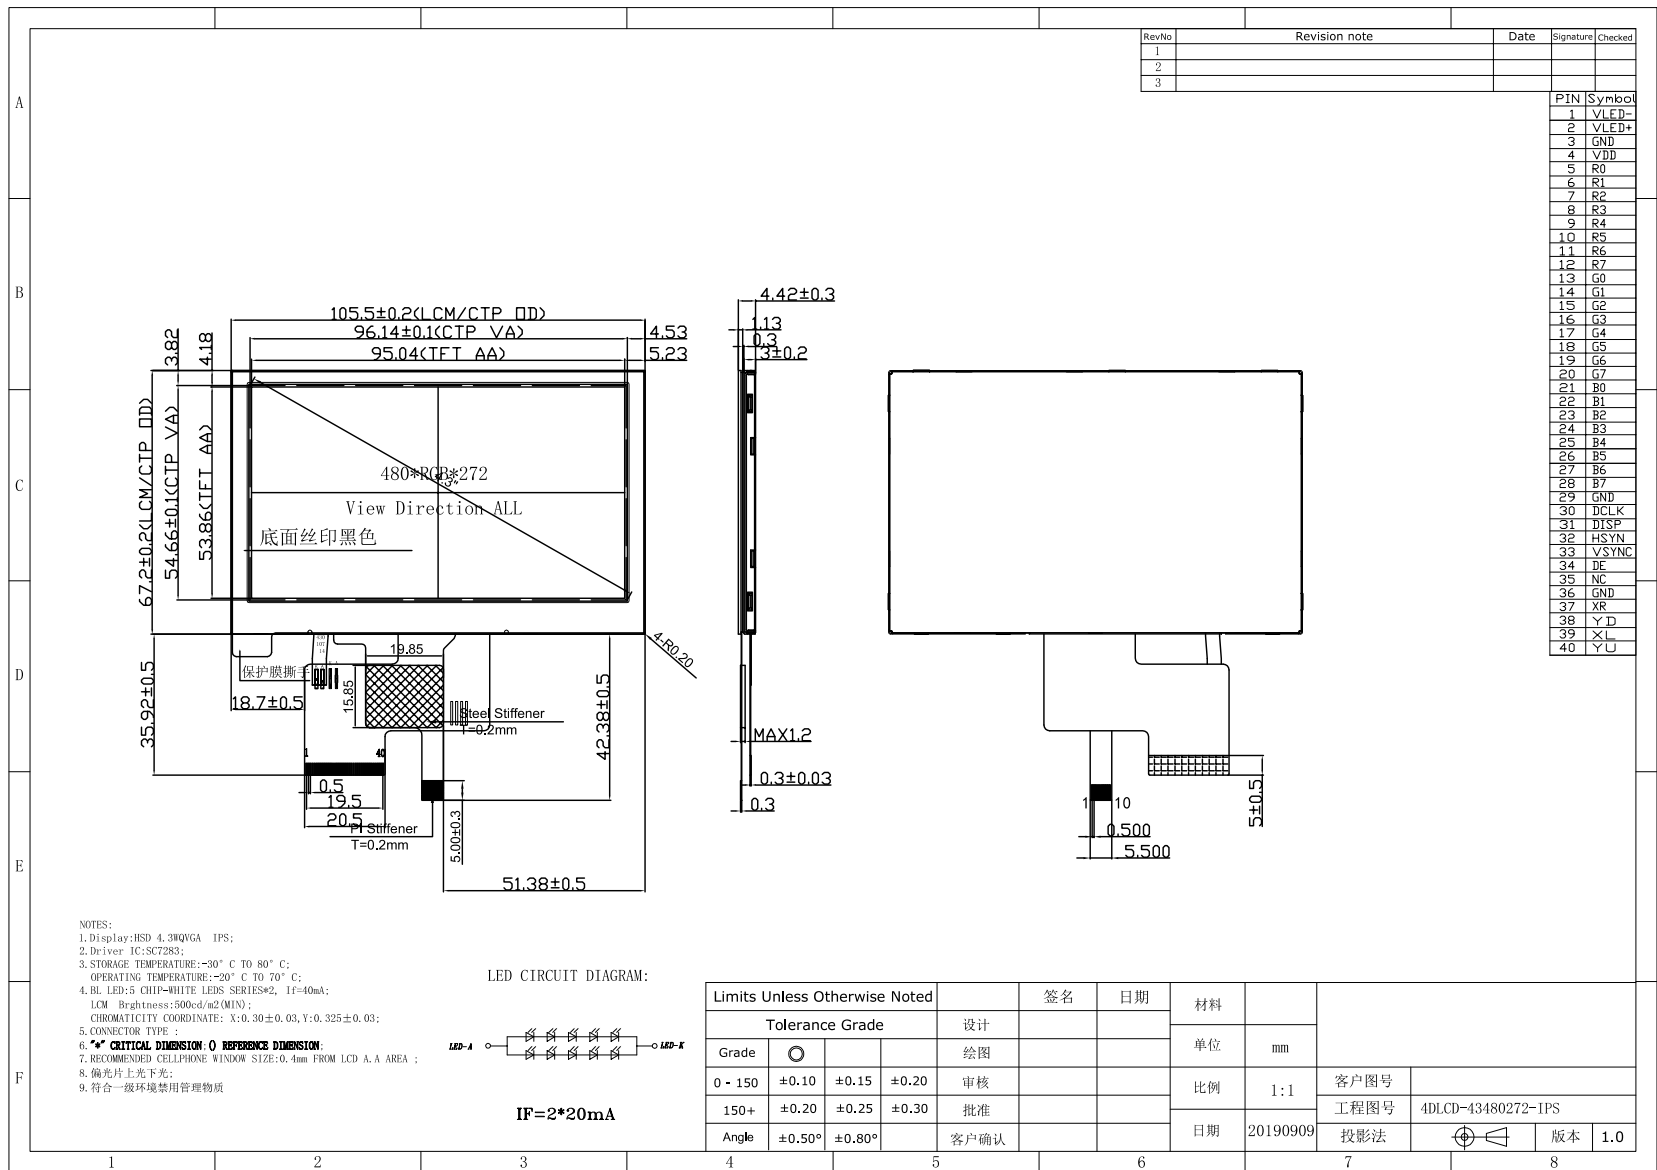 RevNo Revision note Date Signature Checked
1
2
3
PIN Symbol
1 VLED-
2 VLED+
3 GND
4 VDD
5 R0
6 R1
7 R2
8 R3
9 R4
10 R5
11 R6
12 R7
13 G0
14 G1
15 G2
16 G3
17 G4
18 G5
19 G6
20 G7
21 B0
22 B1
23 B2
24 B3
25 B4
26 B5
27 B6
28 B7
29 GND
30 DCLK
31 DISP
32 HSYN
33 VSYNC
34 DE
35 NC
36 GND
37 XR
38 YD
39 XL
40 YU
A
B
C
D
E
F
105.5±0.2(LCM/CTP OD)
96.14±0.1(CTP VA)
95.04(TFT AA)
4.53
5.23
3.82
4.18
67.2±0.2(LCM/CTP OD)
54.66±0.1(CTP VA)
53.86(TFT AA)
480*RGB*272
4.3"
View Direction ALL
底面丝印黑色
4.42±0.3
1.13
0.3
3±0.2
保护膜撕手
18.7±0.5
35.92±0.5
19.85
15.85
Steel Stiffener
T=0.2mm
42.38±0.5
4-R0.20
1 40
0.5
19.5
20.5
PI Stiffener
T=0.2mm
5.00±0.3
51.38±0.5
MAX1.2
0.3±0.03
0.3
1 10
0.500
5.500
5±0.5
NOTES:
1.Display:HSD 4.3WQVGA IPS;
2.Driver IC:SC7283;
3.STORAGE TEMPERATURE:-30° C TO 80° C;
OPERATING TEMPERATURE:-20° C TO 70° C;
4.BL LED:5 CHIP-WHITE LEDS SERIES*2, If=40mA;
LCM Brghtness:500cd/m2(MIN);
CHROMATICITY COORDINATE: X:0.30±0.03,Y:0.325±0.03;
5.CONNECTOR TYPE :
6."*" CRITICAL DIMENSION; () REFERENCE DIMENSION;
7.RECOMMENDED CELLPHONE WINDOW SIZE:0.4mm FROM LCD A.A AREA ;
8.偏光片上光下光;
9.符合一级环境禁用管理物质
LED CIRCUIT DIAGRAM:
LED-A LED-K
IF=2*20mA
Limits Unless Otherwise Noted 签名 日期 材料
Tolerance Grade 设计
Grade 绘图 单位 mm
0 - 150 ±0.10 ±0.15 ±0.20 审核 比例 1:1 客户图号
150+ ±0.20 ±0.25 ±0.30 批准 工程图号 4DLCD-43480272-IPS
Angle ±0.50° ±0.80° 客户确认 日期 20190909 投影法 版本 1.0
1 2 3 4 5 6 7 8